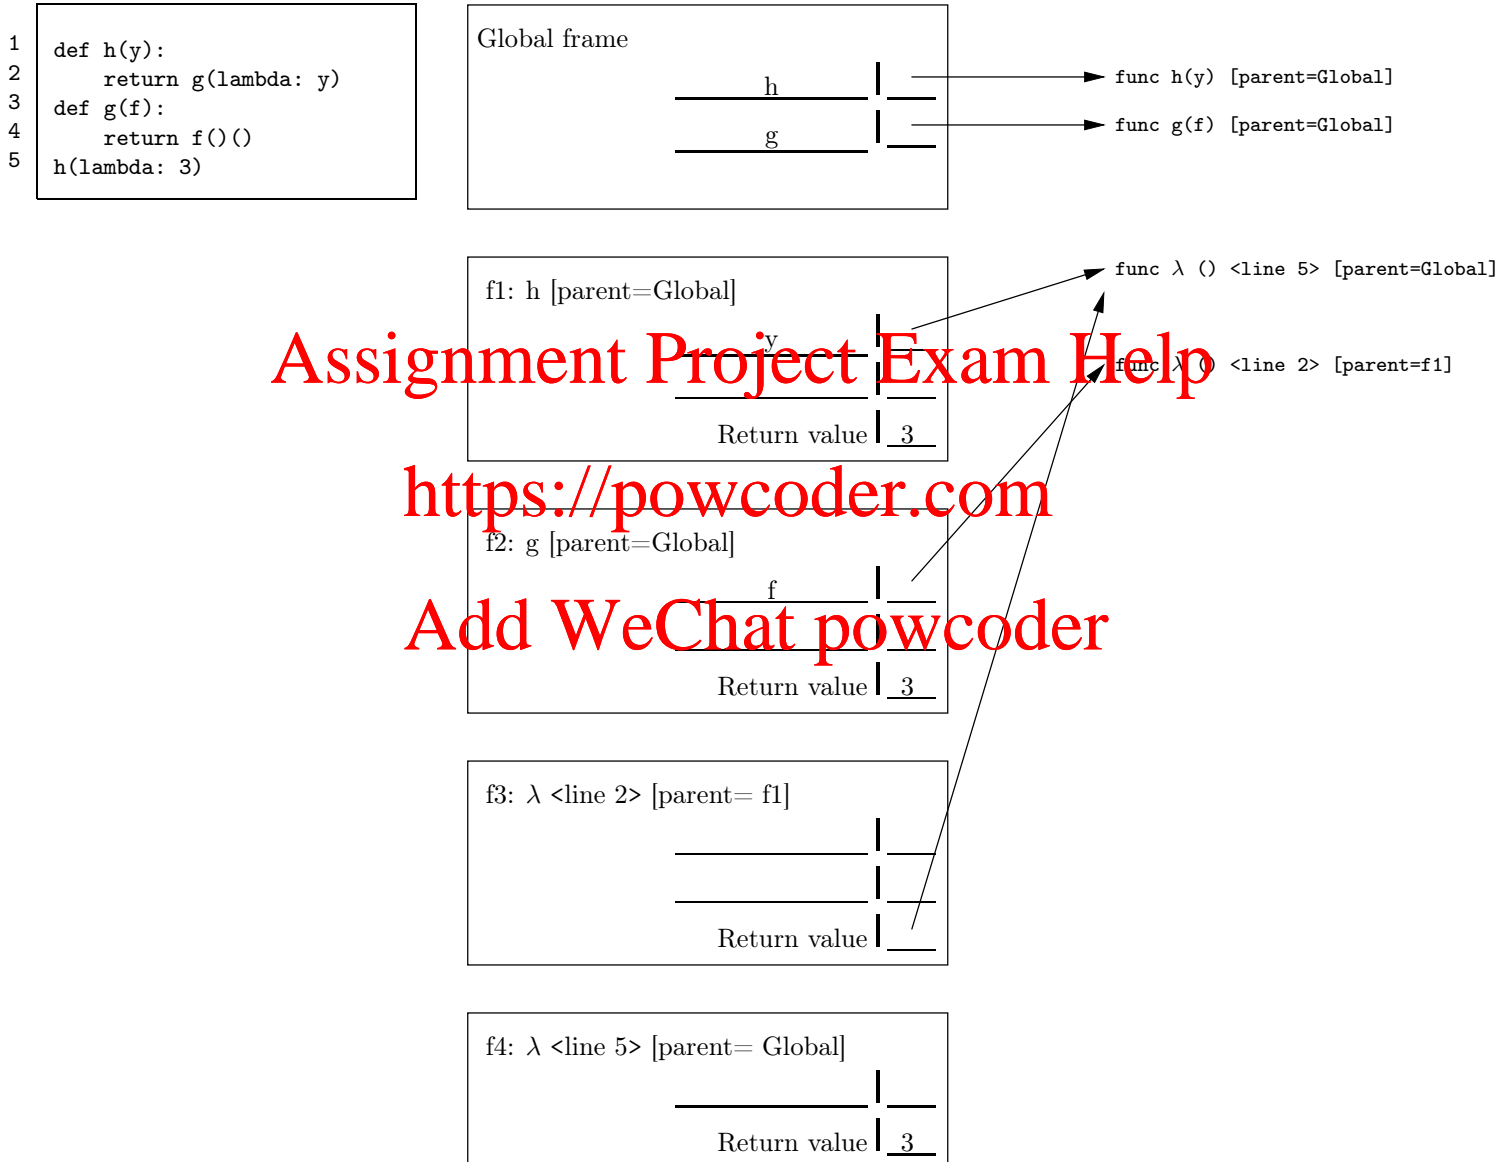 1 def h(y):
2 return g(lambda: y)
3 def g(f):
4 return f()()
5 h(lambda: 3)
Global frame
h
func h(y) [parent=Global]
g
func g(f) [parent=Global]
f1: h [parent=Global]
func λ () <line 5> [parent=Global]
y
Assignment Project Exam Help
func λ () <line 2> [parent=f1]
Return value 3
https://powcoder.com
f2: g [parent=Global]
f
Add WeChat powcoder
Return value 3
f3: λ <line 2> [parent= f1]
Return value
f4: λ <line 5> [parent= Global]
Return value 3